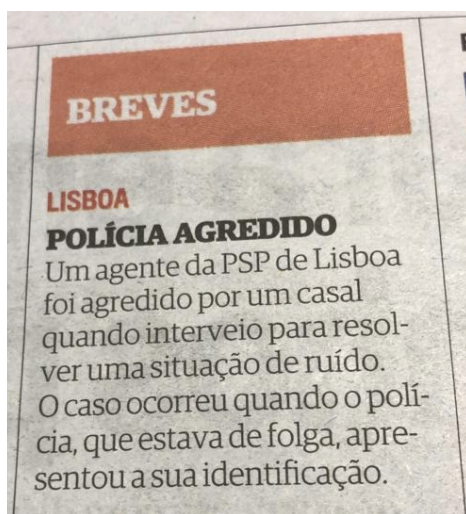 BREVES
LISBOA
POLÍCIA AGREDIDO
Um agente da PSP de Lisboa
foi agredido por um casal
quando interveio para resol-
ver uma situação de ruído.
O caso ocorreu quando o polí-
cia, que estava de folga, apre-
sentou a sua identificação.